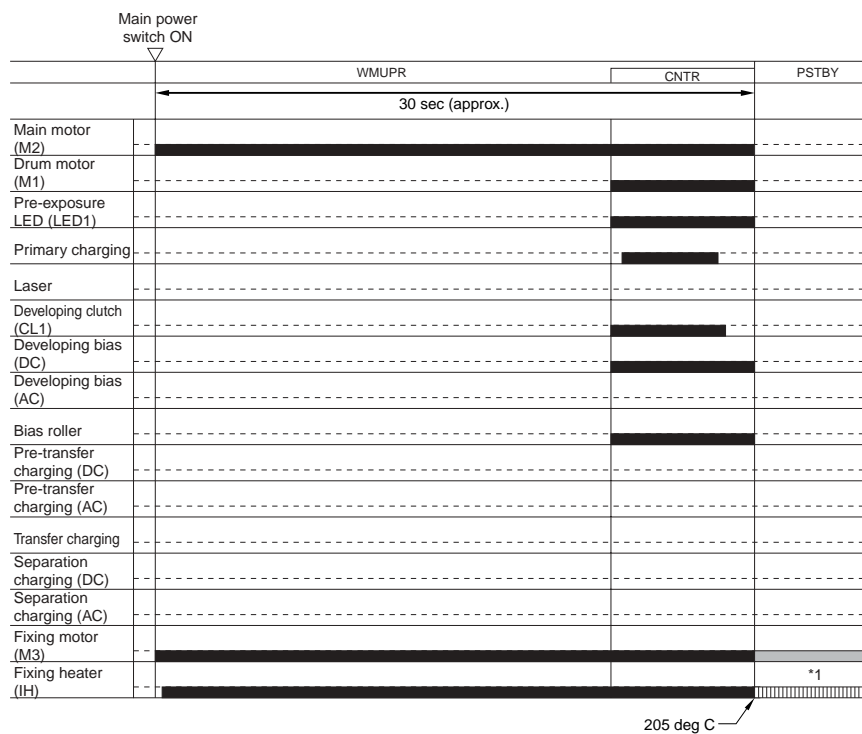 Main power
switch ON
WMUPR
CNTR
PSTBY
30 sec (approx.)
Main motor
(M2)
Drum motor
(M1)
Pre-exposure
LED (LED1)
Primary charging
Laser
Developing clutch
(CL1)
Developing bias
(DC)
Developing bias
(AC)
Bias roller
Pre-transfer
charging (DC)
Pre-transfer
charging (AC)
Transfer charging
Separation
charging (DC)
Separation
charging (AC)
Fixing motor
(M3)
Fixing heater
(IH)
*1
205 deg C